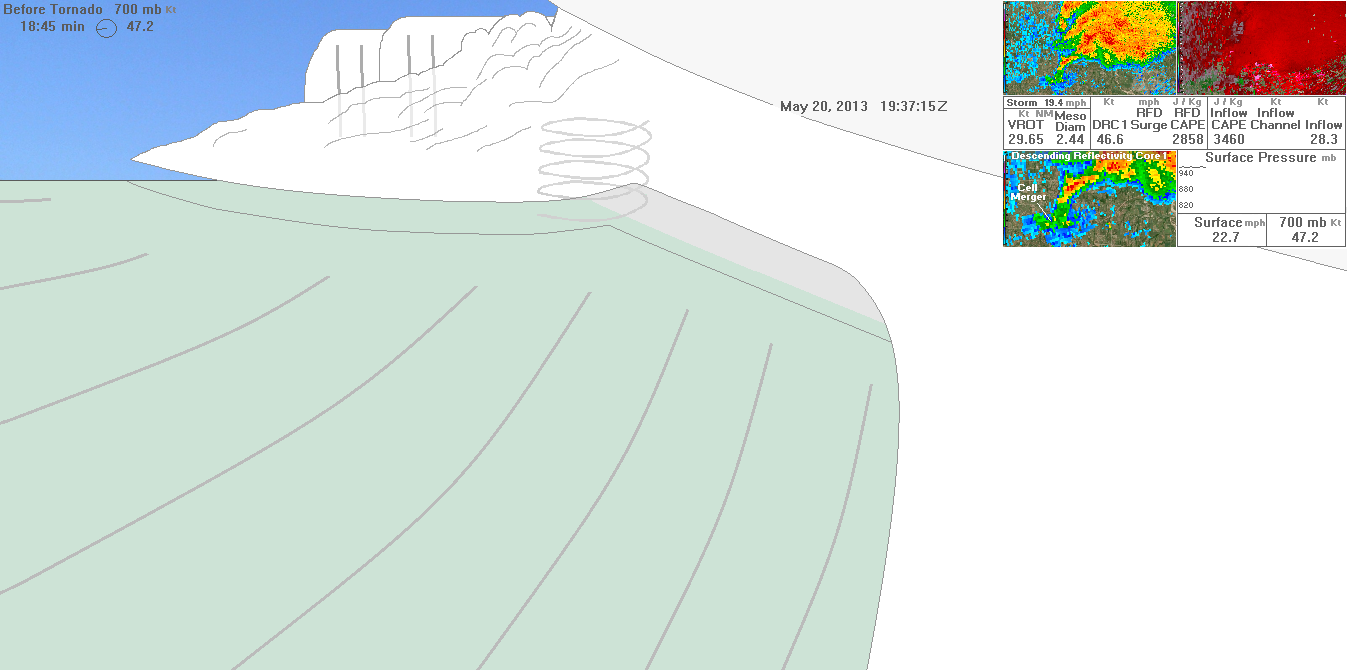 Before Tornado 700 mb Kt
18:45 min 47.2
May 20, 2013 19:37:15Z
Storm 19.4 mph Kt mph J / Kg J / Kg Kt Kt
Kt NM Meso RFD RFD Inflow Inflow
VROT Diam DRC1 Surge CAPE CAPE Channel Inflow
29.65 2.44 46.6 2858 3460 28.3
Descending Reflectivity Core 1
Cell
Merger
Surface Pressure mb
940
880
820
Surface mph 700 mb Kt
22.7 47.2